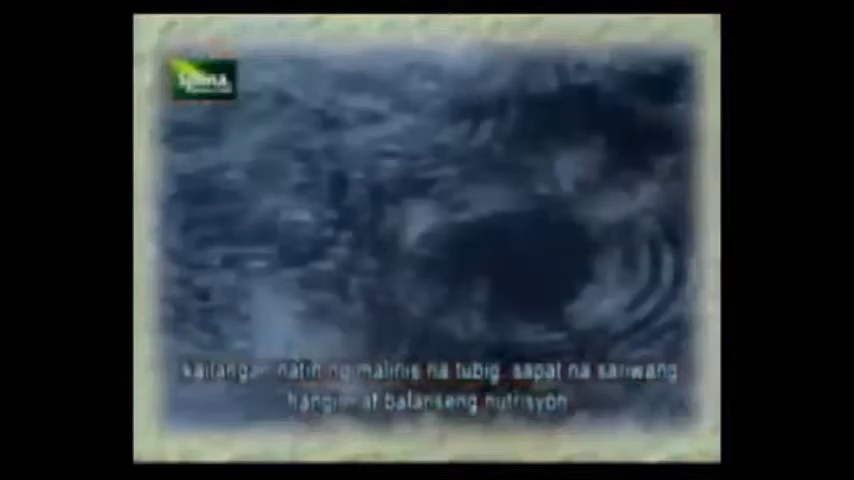 kailangan natin ng malinis na tubig, sapat na sariwang
hangin at balanseng nutrisyon